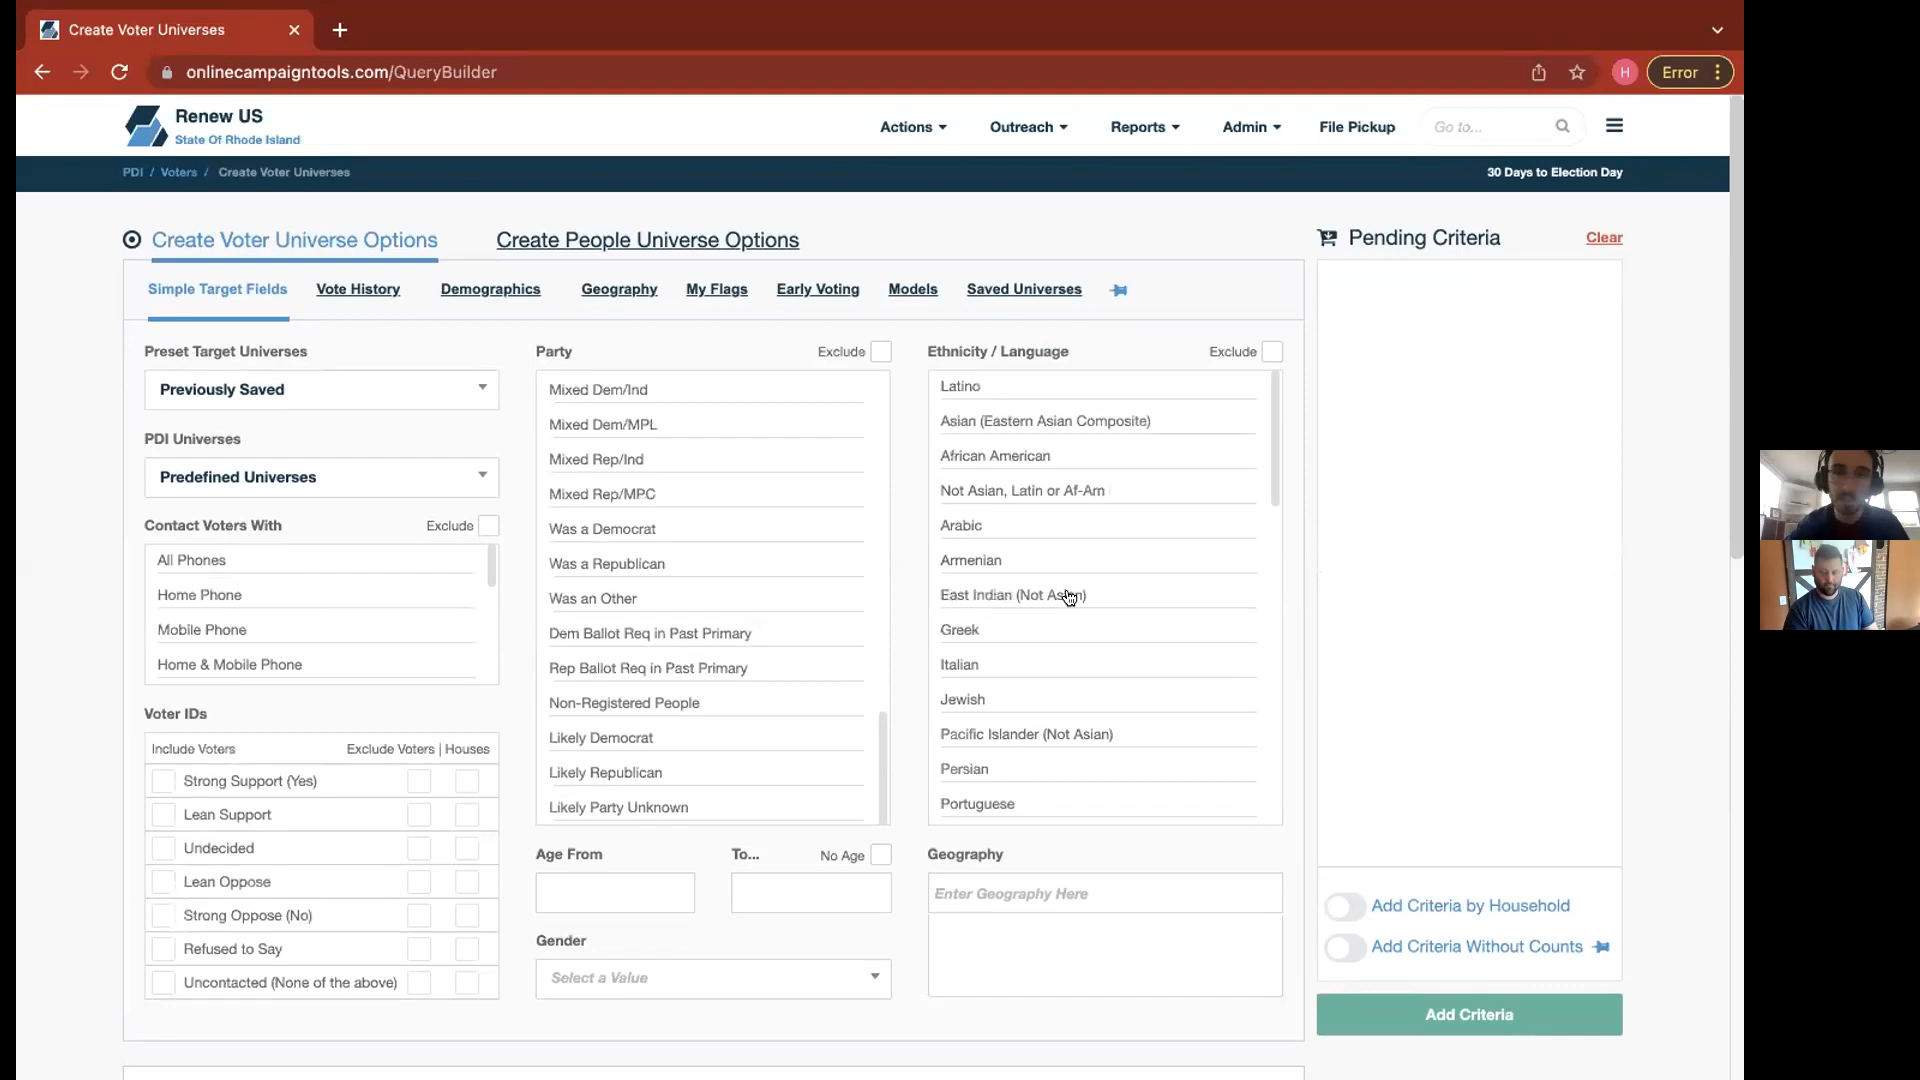 Create Voter Universes
onlinecampaigntools.com/QueryBuilder
H
Error
Renew US
State Of Rhode Island
Actions
Outreach
Reports
Admin
File Pickup
Go to...
PDI / Voters / Create Voter Universes
30 Days to Election Day
Create Voter Universe Options
Create People Universe Options
Simple Target Fields
Vote History
Demographics
Geography
My Flags
Early Voting
Models
Saved Universes
Preset Target Universes
Previously Saved
PDI Universes
Predefined Universes
Contact Voters With
Exclude
All Phones
Home Phone
Mobile Phone
Home & Mobile Phone
Voter IDs
Include Voters
Exclude Voters | Houses
Strong Support (Yes)
Lean Support
Undecided
Lean Oppose
Strong Oppose (No)
Refused to Say
Uncontacted (None of the above)
Party
Exclude
Mixed Dem/Ind
Mixed Dem/MPL
Mixed Rep/Ind
Mixed Rep/MPC
Was a Democrat
Was a Republican
Was an Other
Dem Ballot Req in Past Primary
Rep Ballot Req in Past Primary
Non-Registered People
Likely Democrat
Likely Republican
Likely Party Unknown
Age From
To...
No Age
Gender
Select a Value
Ethnicity / Language
Exclude
Latino
Asian (Eastern Asian Composite)
African American
Not Asian, Latin or Af-Am
Arabic
Armenian
East Indian (Not Asian)
Greek
Italian
Jewish
Pacific Islander (Not Asian)
Persian
Portuguese
Geography
Enter Geography Here
Pending Criteria
Clear
Add Criteria by Household
Add Criteria Without Counts
Add Criteria